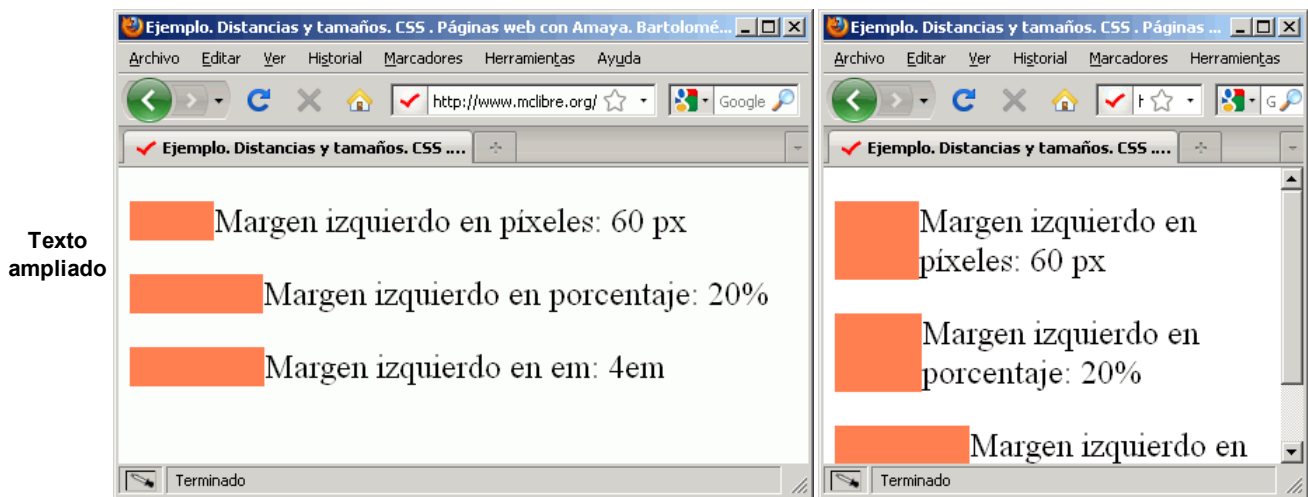 Texto
ampliado
Ejemplo. Distancias y tamaños. CSS . Páginas web con Amaya. Bartolomé...
Archivo Editar Ver Historial Marcadores Herramientas Ayuda
http://www.mclibre.org/ Google
Ejemplo. Distancias y tamaños. CSS ....
Margen izquierdo en píxeles: 60 px
Margen izquierdo en porcentaje: 20%
Margen izquierdo en em: 4em
Terminado
Ejemplo. Distancias y tamaños. CSS . Páginas ...
Archivo Editar Ver Historial Marcadores Herramientas
G
Ejemplo. Distancias y tamaños. CSS ....
Margen izquierdo en
píxeles: 60 px
Margen izquierdo en
porcentaje: 20%
Margen izquierdo en
Terminado